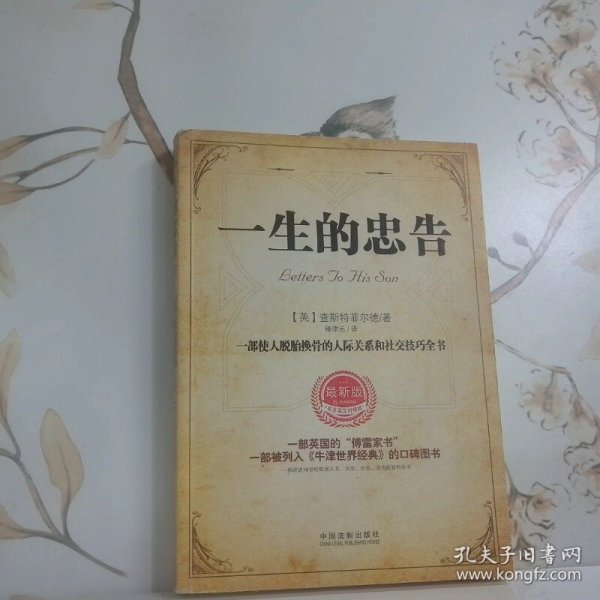 一生的忠告
Letters To His Son
【英】查斯特菲尔德/著
一部使人脱胎换骨的人际关系和社交技巧全书
最新版
一部英国的“傅雷家书”
一部被列入《牛津世界经典》的口碑图书
中国法制出版社
CHINA LEGAL PUBLISHING HOUSE
孔夫子旧书网
www.kongfz.com